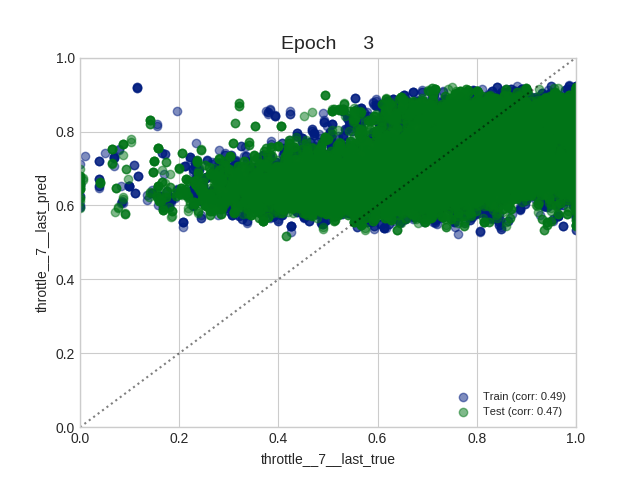 Epoch 3
1.0
0.8
0.6
0.4
0.2
0.0
throttle__7__last_pred
0.0 0.2 0.4 0.6 0.8 1.0
throttle__7__last_true
Train (corr: 0.49)
Test (corr: 0.47)